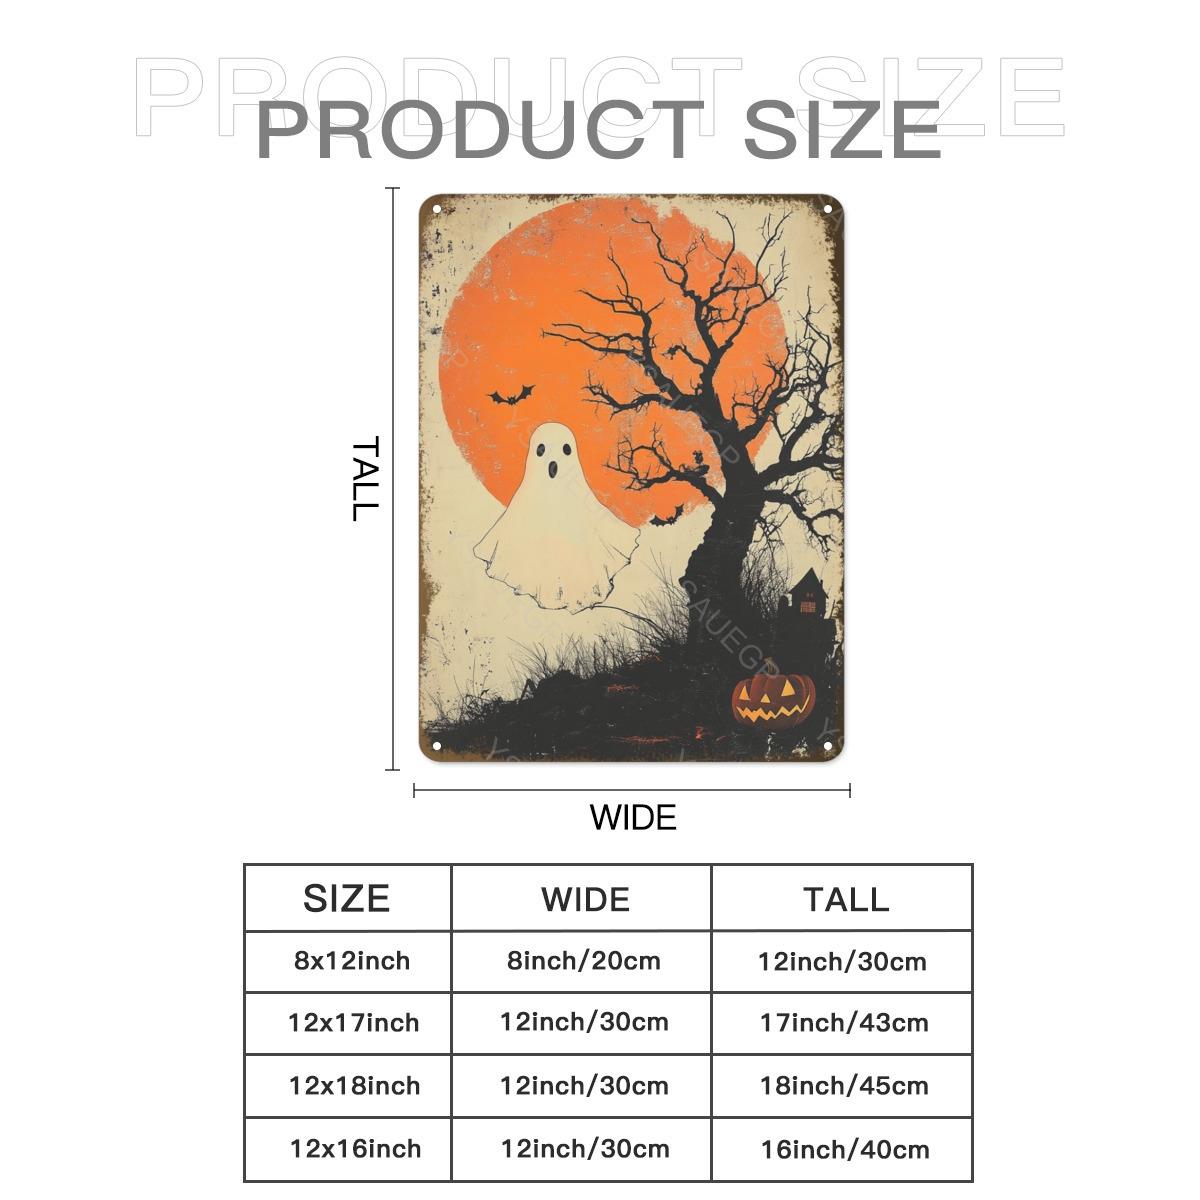 PRODUCT SIZE
PRODUCT SIZE
TALL
WIDE
SIZE WIDE TALL
8x12inch 8inch/20cm 12inch/30cm
12x17inch 12inch/30cm 17inch/43cm
12x18inch 12inch/30cm 18inch/45cm
12x16inch 12inch/30cm 16inch/40cm